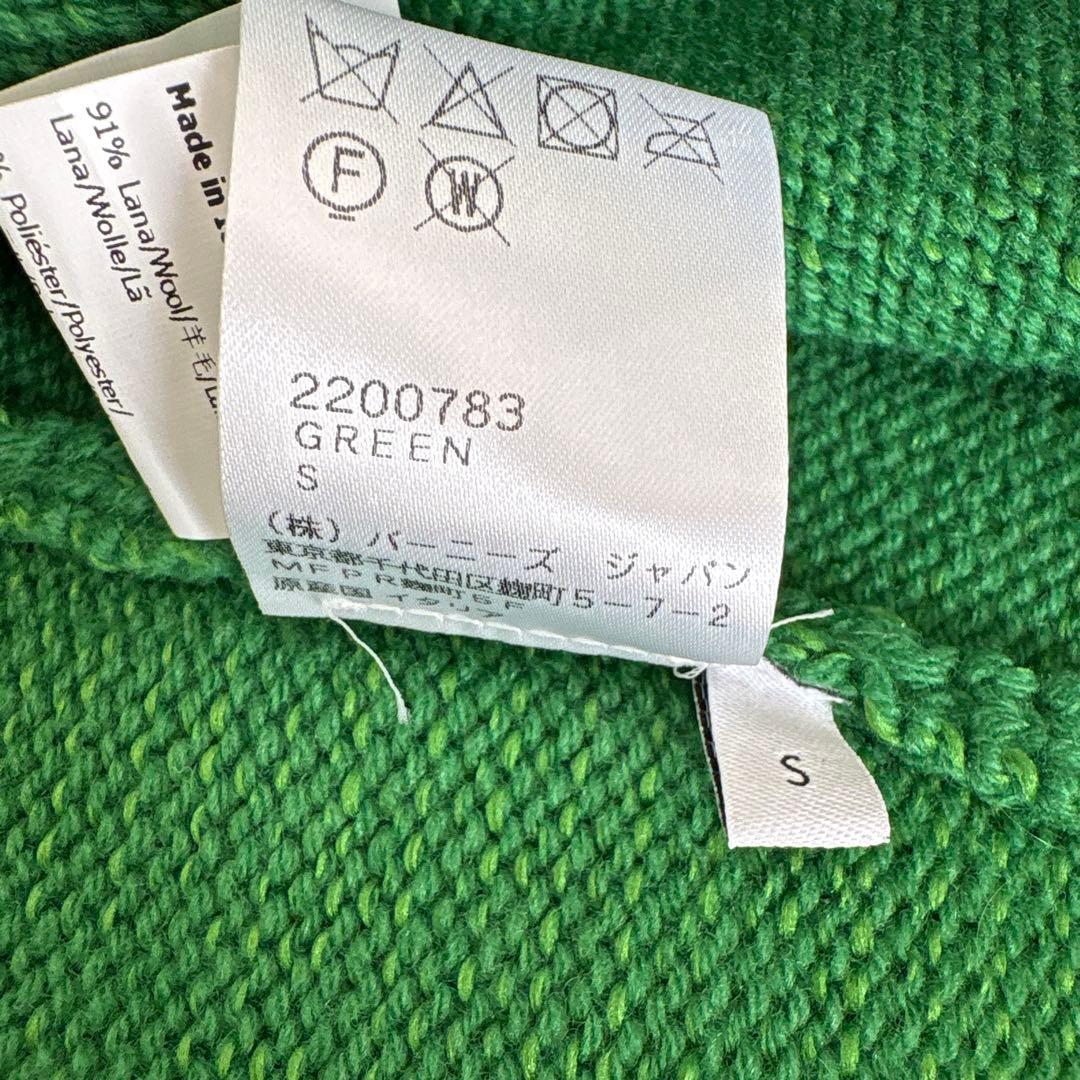 F
W
2200783
GREEN
S
(株) バーニーズ ジャパン
東京都千代田区麹町5-7-2
MFPR麹町5F
原産国 イタリア
Made in
91% Lana/Wool/羊毛/
Lana/Wolle/Lã
% Poliéster/Polyester/
S